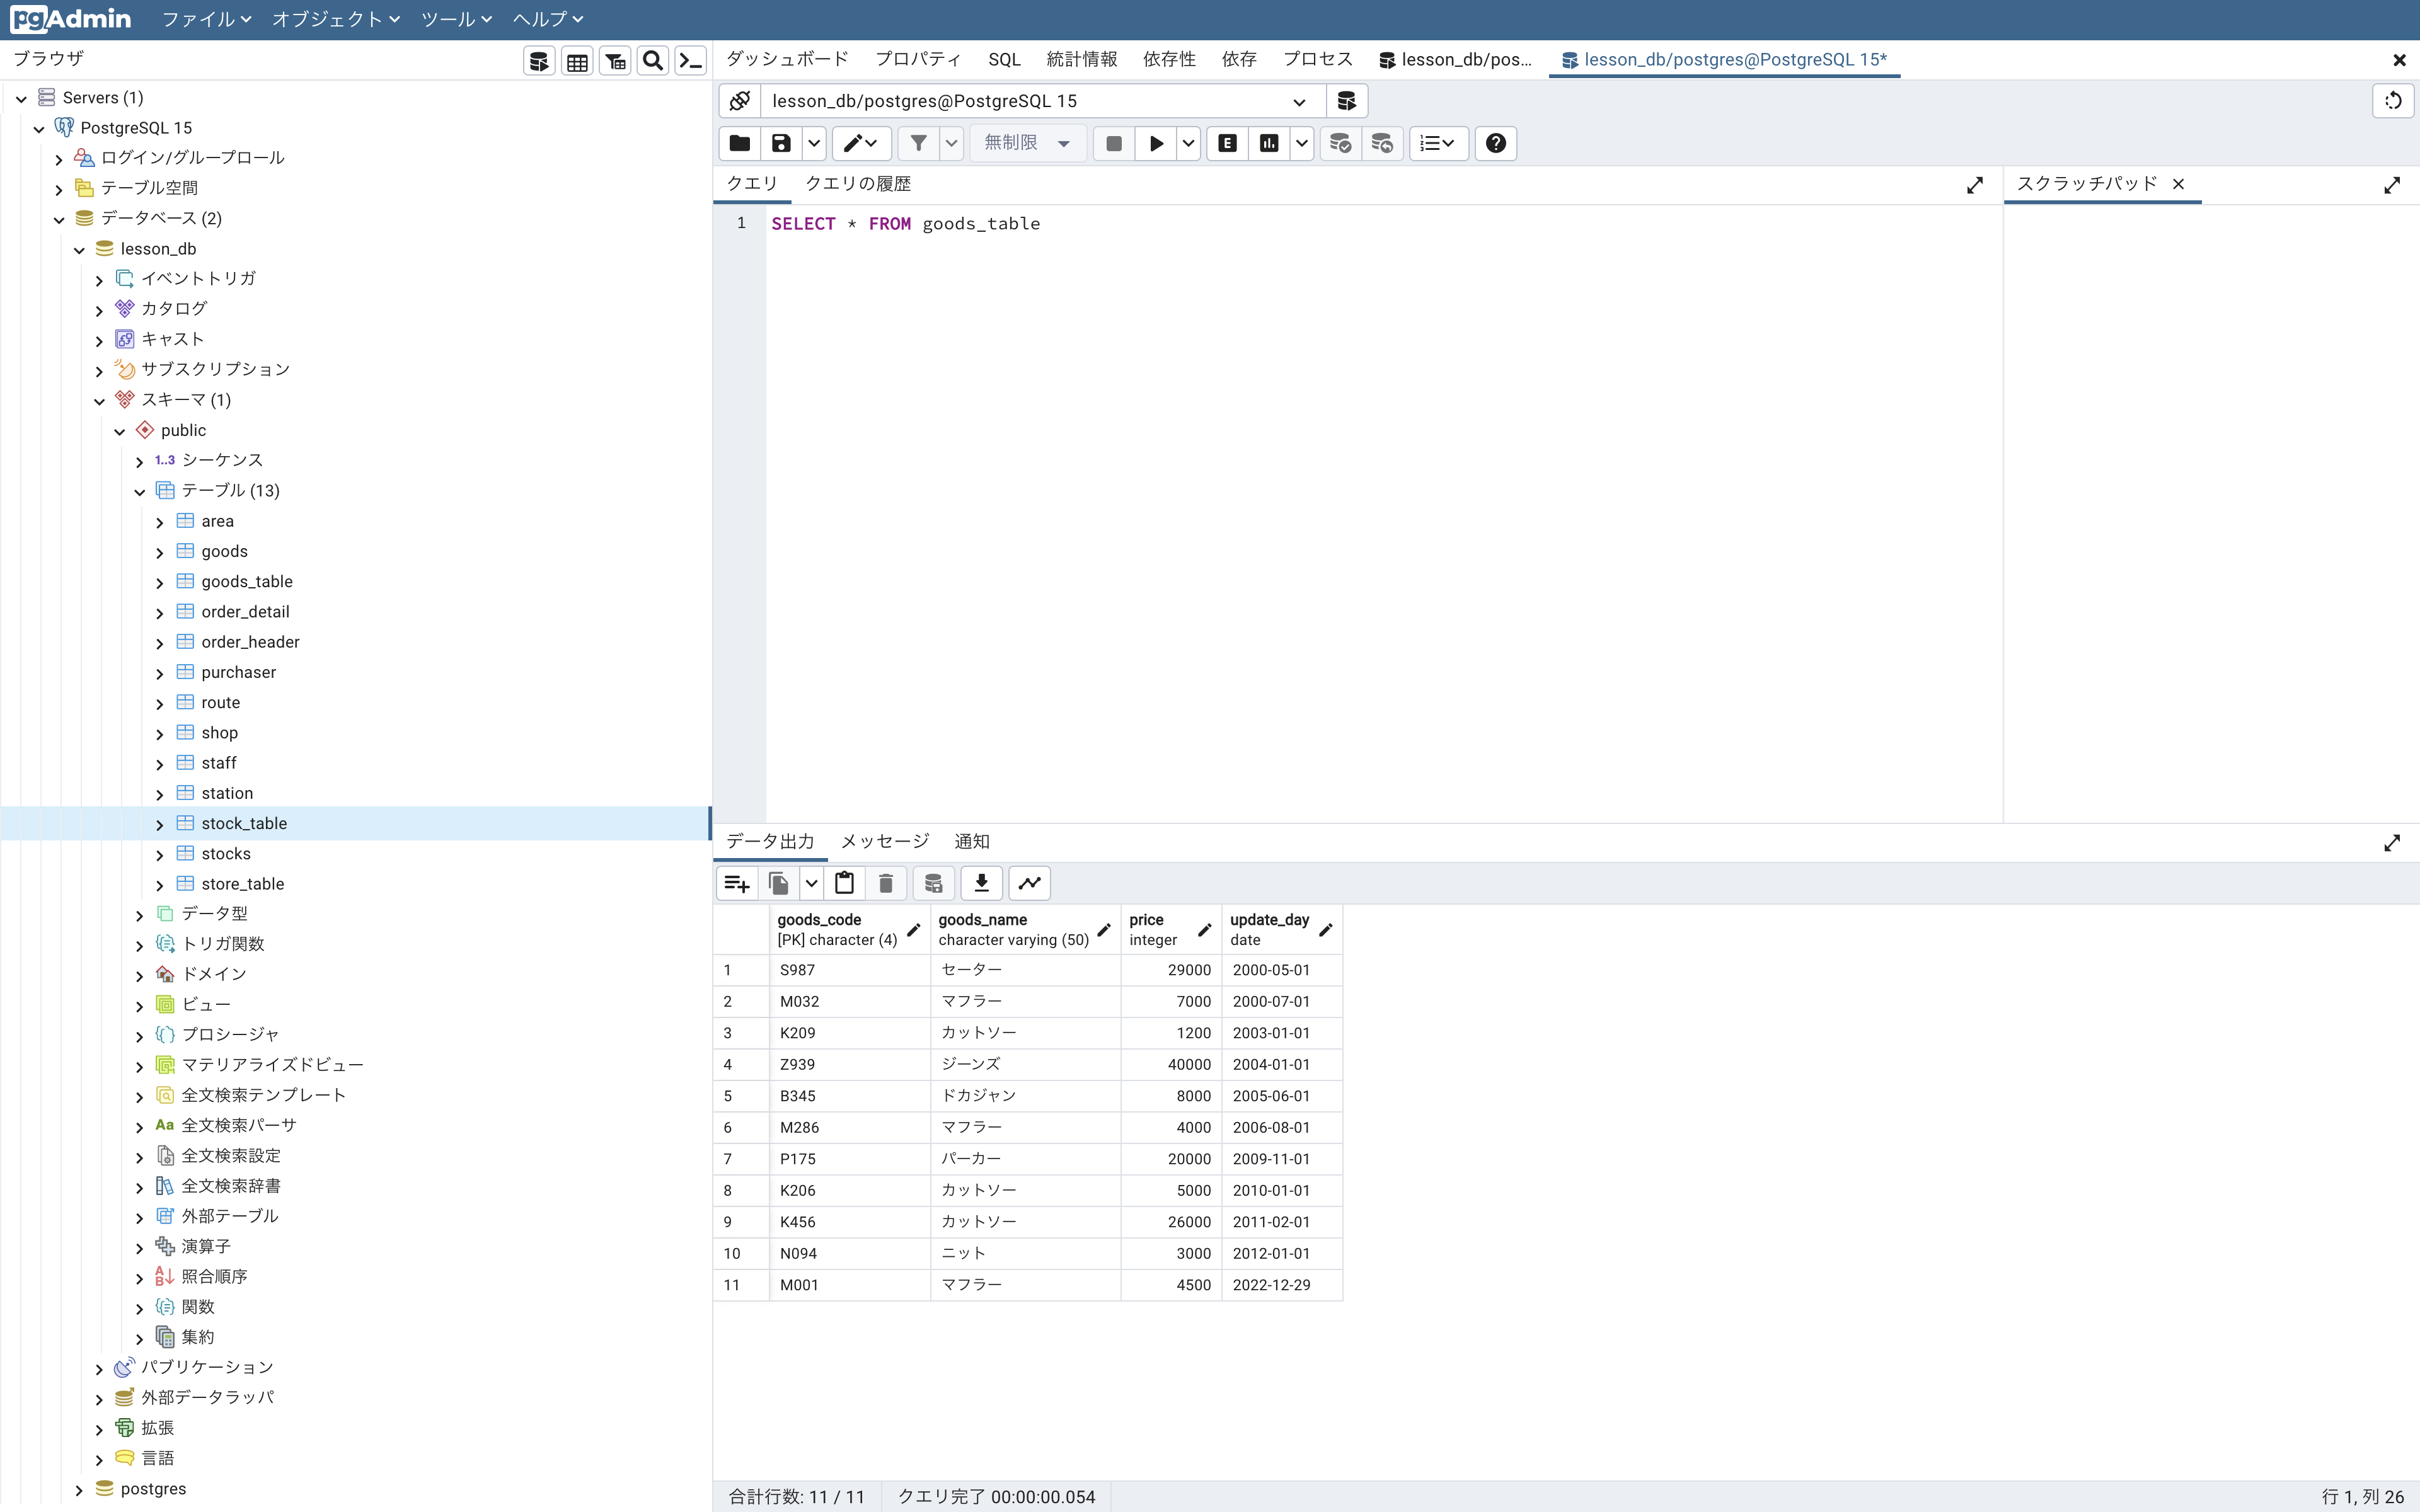 pgAdmin ファイル オブジェクト ツール ヘルプ
ブラウザ
Servers (1)
PostgreSQL 15
ログイン/グループロール
テーブル空間
データベース (2)
lesson_db
イベントトリガ
カタログ
キャスト
サブスクリプション
スキーマ (1)
public
1..3 シーケンス
テーブル (13)
area
goods
goods_table
order_detail
order_header
purchaser
route
shop
staff
station
stock_table
stocks
store_table
データ型
トリガ関数
ドメイン
ビュー
プロシージャ
マテリアライズドビュー
全文検索テンプレート
Aa 全文検索パーサ
全文検索設定
全文検索辞書
外部テーブル
演算子
照合順序
関数
集約
パブリケーション
外部データラッパ
拡張
言語
postgres
ダッシュボード プロパティ SQL 統計情報 依存性 依存 プロセス lesson_db/pos... lesson_db/postgres@PostgreSQL 15*
lesson_db/postgres@PostgreSQL 15
無制限 E
クエリ クエリの履歴 スクラッチパッド
1 SELECT * FROM goods_table
データ出力 メッセージ 通知
goods_code goods_name price update_day
[PK] character (4) character varying (50) integer date
1 S987 セーター 29000 2000-05-01
2 M032 マフラー 7000 2000-07-01
3 K209 カットソー 1200 2003-01-01
4 Z939 ジーンズ 40000 2004-01-01
5 B345 ドカジャン 8000 2005-06-01
6 M286 マフラー 4000 2006-08-01
7 P175 パーカー 20000 2009-11-01
8 K206 カットソー 5000 2010-01-01
9 K456 カットソー 26000 2011-02-01
10 N094 ニット 3000 2012-01-01
11 M001 マフラー 4500 2022-12-29
合計行数: 11 / 11 クエリ完了 00:00:00.054 行 1, 列 26